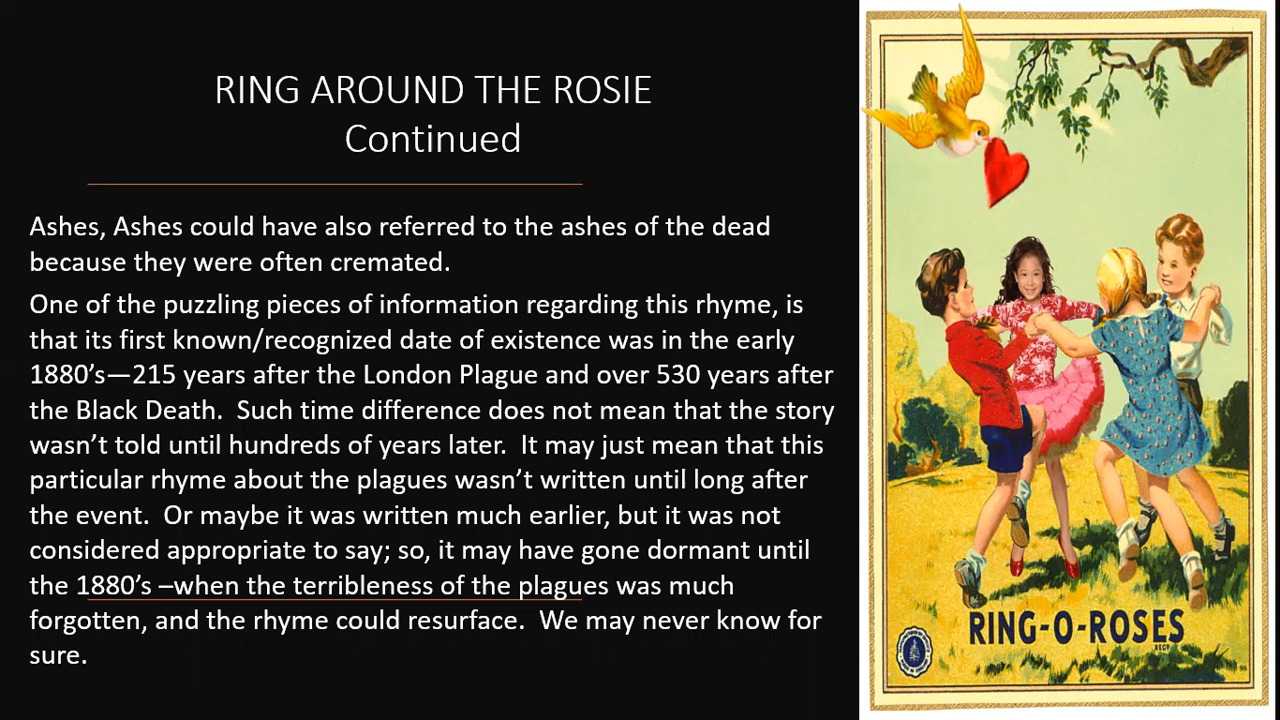 RING AROUND THE ROSIE
Continued
Ashes, Ashes could have also referred to the ashes of the dead
because they were often cremated.
One of the puzzling pieces of information regarding this rhyme, is
that its first known/recognized date of existence was in the early
1880’s—215 years after the London Plague and over 530 years after
the Black Death.  Such time difference does not mean that the story
wasn’t told until hundreds of years later.  It may just mean that this
particular rhyme about the plagues wasn’t written until long after
the event.  Or maybe it was written much earlier, but it was not
considered appropriate to say; so, it may have gone dormant until
the 1880’s –when the terribleness of the plagues was much
forgotten, and the rhyme could resurface.  We may never know for
sure.
RING-O-ROSES
REGD